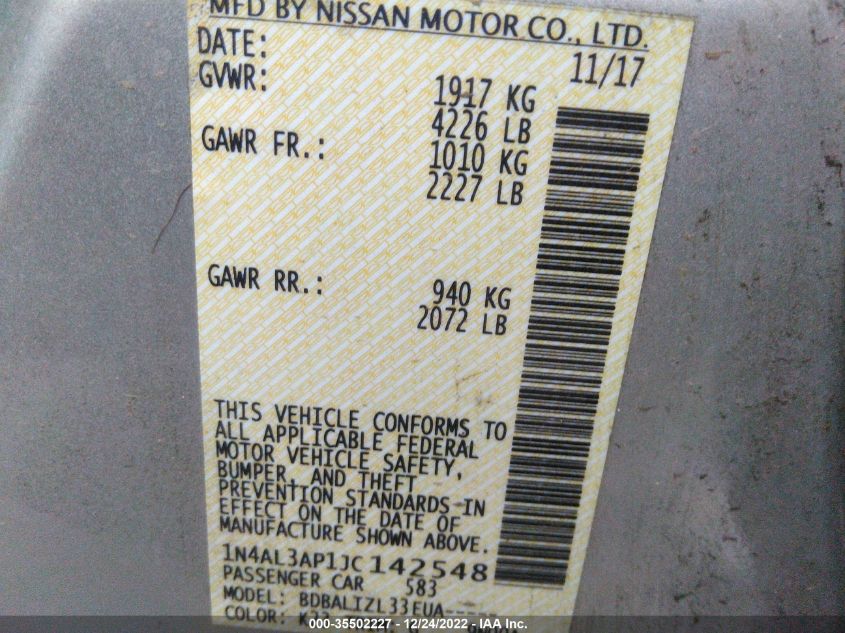 MFD BY NISSAN MOTOR CO., LTD.
DATE: 11/17
GVWR: 1917 KG
4226 LB
GAWR FR.: 1010 KG
2227 LB
GAWR RR.: 940 KG
2072 LB
THIS VEHICLE CONFORMS TO
ALL APPLICABLE FEDERAL
MOTOR VEHICLE SAFETY,
BUMPER, AND THEFT
PREVENTION STANDARDS IN
EFFECT ON THE DATE OF
MANUFACTURE SHOWN ABOVE.
1N4AL3AP1JC142548
PASSENGER CAR 583
MODEL: BDBALIZL33EUA-----
COLOR:
000-35502227 - 12/24/2022 - IAA Inc.